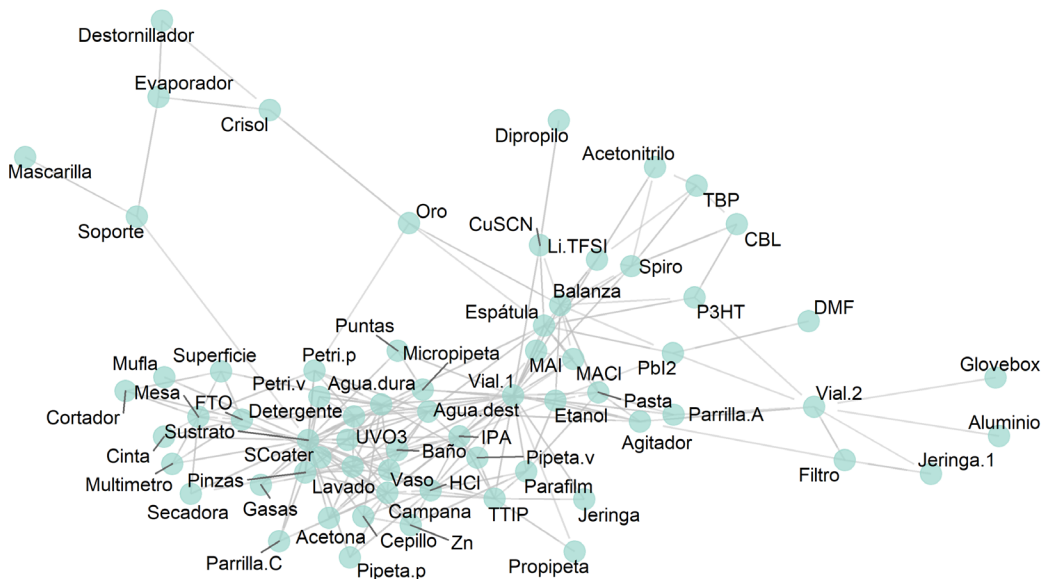 Destornillador
Evaporador
Crisol
Dipropilo
Acetonitrilo
Mascarilla
TBP
Soporte
Oro
CuSCN
Li.TFSI
CBL
Spiro
Balanza
Espátula
P3HT
DMF
Puntas
Micropipeta
MAI
PbI2
Mufla
Superficie
Petri.p
MACl
Glovebox
Mesa
Petri.v
Agua.dura
Vial.1
Pasta
Vial.2
Cortador
FTO
Detergente
Agua.dest
Etanol
Parrilla.A
Aluminio
Sustrato
UVO3
IPA
Agitador
Cinta
SCoater
Baño
Pipeta.v
Filtro
Jeringa.1
Multimetro
Pinzas
Lavado
Vaso
HCl
Parafilm
Secadora
Gasas
Campana
TTIP
Jeringa
Acetona
Cepillo
Zn
Parrilla.C
Pipeta.p
Propipeta